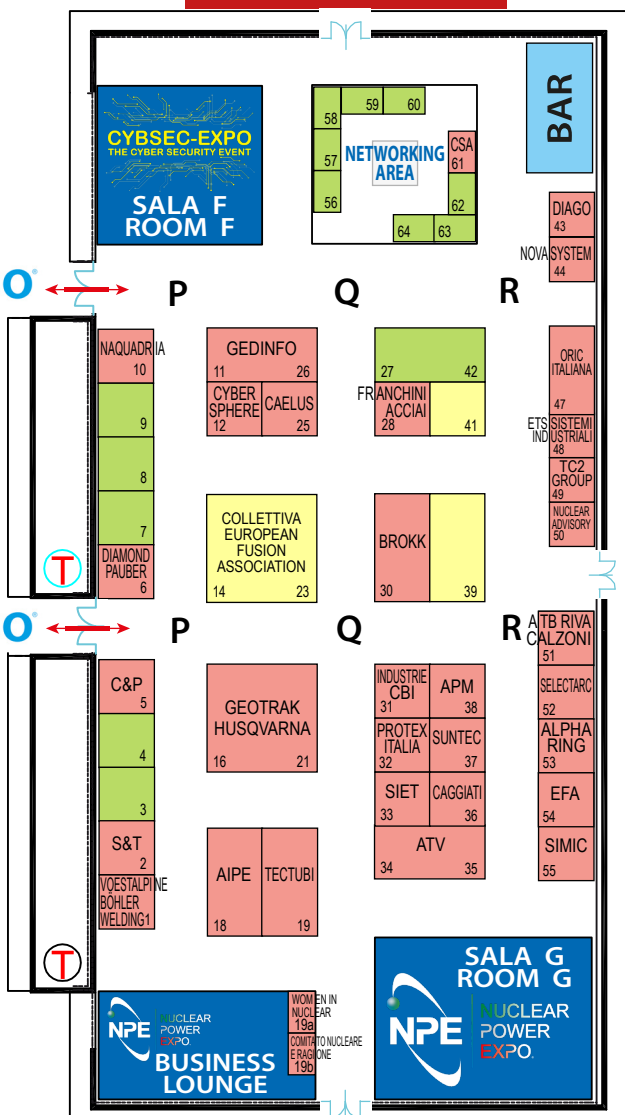 CYBSEC-EXPO
THE CYBER SECURITY EVENT
SALA F
ROOM F
58
59
60
57
56
NETWORKING
AREA
CSA
61
62
64
63
BAR
DIAGO
43
NOVA SYSTEM
44
O®
P
Q
R
NAQUADRIA
10
9
8
7
DIAMOND
PAUBER
6
GEDINFO
11
26
CYBER
SPHERE
12
CAELUS
25
27
42
FRANCHINI
ACCIAI
28
41
ORIC
ITALIANA
47
ETS SISTEMI
INDUSTRIALI
48
TC2
GROUP
49
NUCLEAR
ADVISORY
50
COLLETTIVA
EUROPEAN
FUSION
ASSOCIATION
14
23
BROKK
30
39
T
O®
P
Q
R
ATB RIVA
CALZONI
51
SELECTARC
52
ALPHA
RING
53
EFA
54
SIMIC
55
C&P
5
4
3
S&T
2
VOESTALPINE
BÖHLER
WELDING1
GEOTRAK
HUSQVARNA
16
21
INDUSTRIE
CBI
31
APM
38
PROTEX
ITALIA
32
SUNTEC
37
SIET
33
CAGGIATI
36
ATV
34
35
AIPE
18
TECTUBI
19
T
NPE
NUCLEAR
POWER
EXPO.
BUSINESS
LOUNGE
WOMEN IN
NUCLEAR
19a
COMITATO NUCLEARE
E RAGIONE
19b
SALA G
ROOM G
NPE
NUCLEAR
POWER
EXPO.